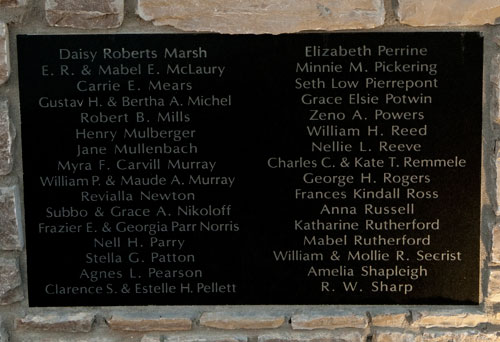 Daisy Roberts Marsh
E. R. & Mabel E. McLaury
Carrie E. Mears
Gustav H. & Bertha A. Michel
Robert B. Mills
Henry Mulberger
Jane Mullenbach
Myra F. Carvill Murray
William P. & Maude A. Murray
Revialla Newton
Subbo & Grace A. Nikoloff
Frazier E. & Georgia Parr Norris
Nell H. Parry
Stella G. Patton
Agnes L. Pearson
Clarence S. & Estelle H. Pellett
Elizabeth Perrine
Minnie M. Pickering
Seth Low Pierrepont
Grace Elsie Potwin
Zeno A. Powers
William H. Reed
Nellie L. Reeve
Charles C. & Kate T. Remmele
George H. Rogers
Frances Kindall Ross
Anna Russell
Katharine Rutherford
Mabel Rutherford
William & Mollie R. Secrist
Amelia Shapleigh
R. W. Sharp